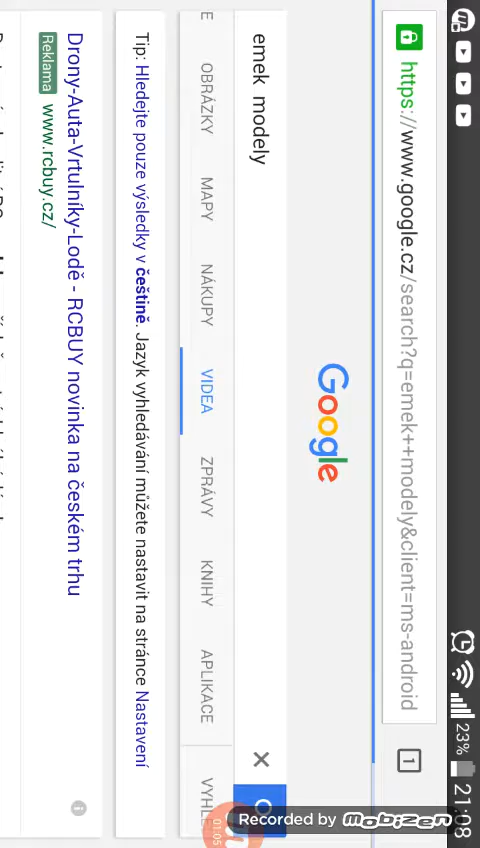 23% 21:08
https://www.google.cz/search?q=emek++modely&client=ms-android
1
Google
emek modely
E OBRÁZKY MAPY NÁKUPY VIDEA ZPRÁVY KNIHY APLIKACE VYHLE
Tip: Hledejte pouze výsledky v češtině. Jazyk vyhledávání můžete nastavit na stránce Nastavení
Drony-Auta-Vrtulníky-Lodě - RCBUY novinka na českém trhu
Reklama www.rcbuy.cz/
01:05
Recorded by Mobizen